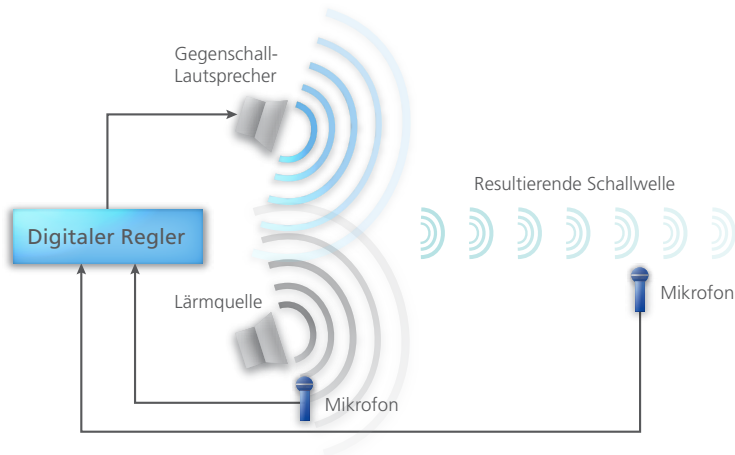 Gegenschall-
Lautsprecher
Resultierende Schallwelle
Digitaler Regler
Lärmquelle
Mikrofon
Mikrofon